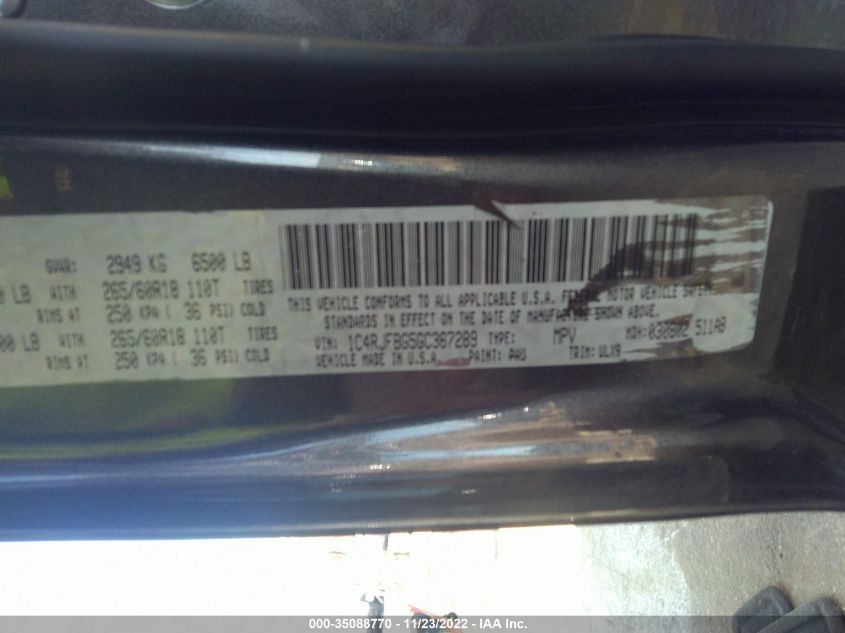 GVWR: 2949 KG 6500 LB
LB WITH 265/60R18 110T TIRES
RIMS AT 250 KPA ( 36 PSI) COLD
00 LB WITH 265/60R18 110T TIRES
RIMS AT 250 KPA ( 36 PSI) COLD
THIS VEHICLE CONFORMS TO ALL APPLICABLE U.S.A. FEDERAL MOTOR VEHICLE SAFETY
STANDARDS IN EFFECT ON THE DATE OF MANUFACTURE SHOWN ABOVE.
VIN: 1C4RJFBG5GC367289 TYPE: MPV MDH: 030802 511AB
VEHICLE MADE IN U.S.A. PAINT: PAU TRIM: VLX9
000-35088770 - 11/23/2022 - IAA Inc.